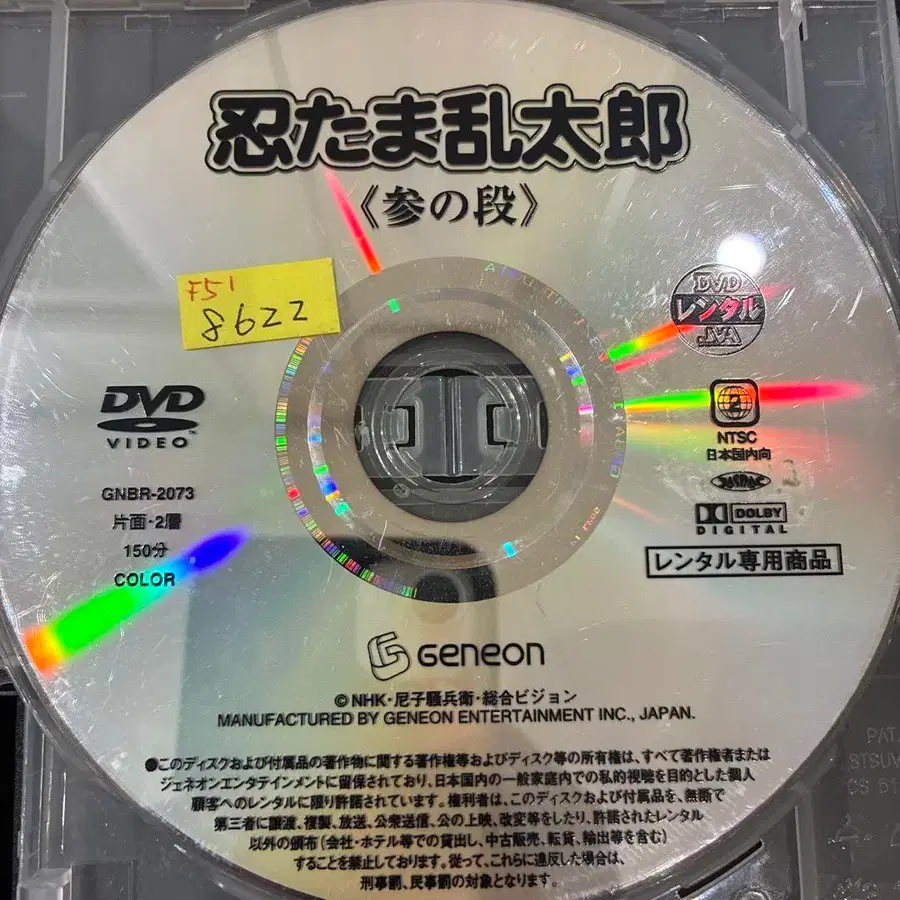 忍たま乱太郎
《参の段》
F51
8622
DVD
レンタル
JVA
DVD
VIDEO™
2
NTSC
日本国内向
GNBR-2073
片面・2層
150分
COLOR
DOLBY
DIGITAL
レンタル専用商品
GENEON
©NHK・尼子騒兵衛・総合ビジョン
MANUFACTURED BY GENEON ENTERTAINMENT INC., JAPAN.
●このディスクおよび付属品の著作物に関する著作権等およびディスク等の所有権は、すべて著作権者または
ジェネオンエンタテインメントに留保されており、日本国内の一般家庭内での私的視聴を目的とした個人
顧客へのレンタルに限り許諾されています。権利者は、このディスクおよび付属品を、無断で
第三者に譲渡、複製、放送、公衆送信、公の上映、改変等をしたり、許諾されたレンタル
以外の頒布(会社・ホテル等での貸出し、中古販売、転貸、輸出等を含む)
することを禁止しております。従って、これらに違反した場合は、
刑事罰、民事罰の対象となります。